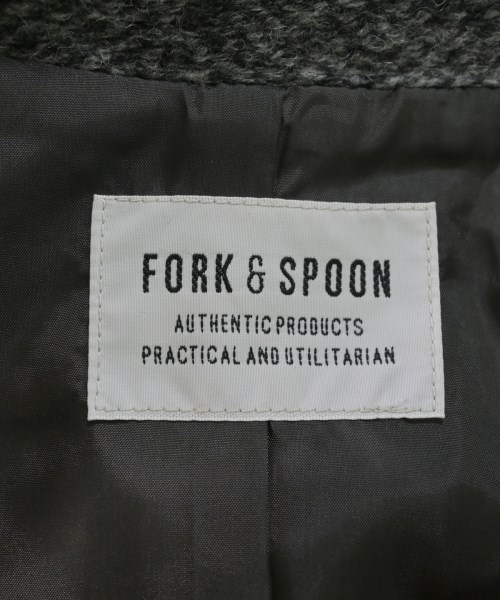 FORK & SPOON
AUTHENTIC PRODUCTS
PRACTICAL AND UTILITARIAN